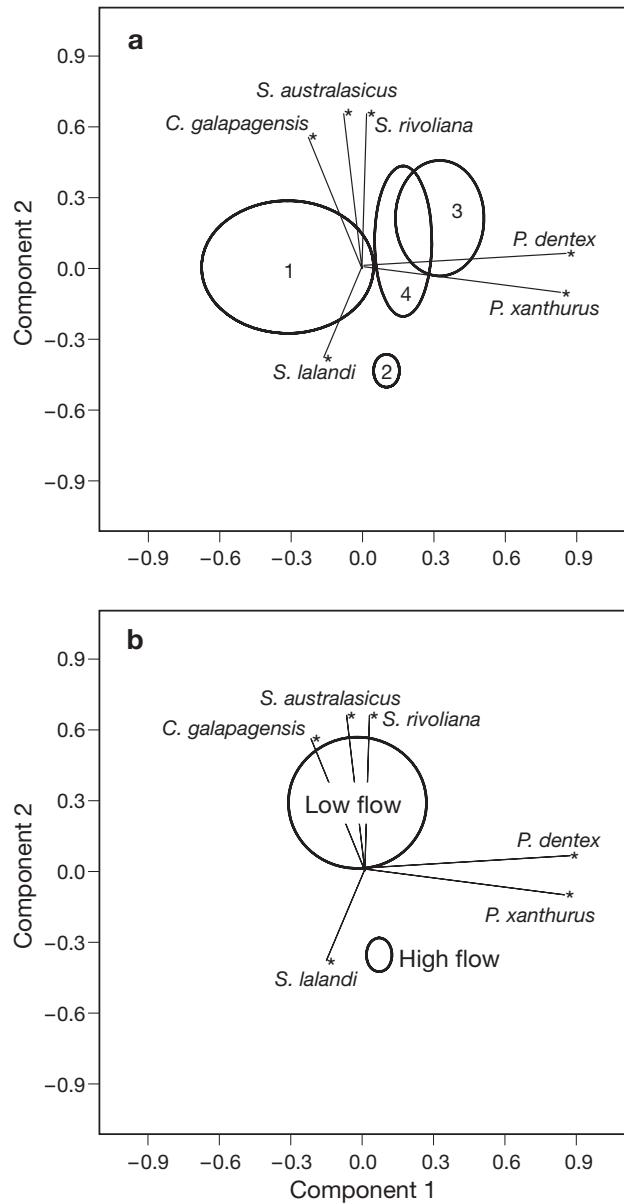 a
0.9
0.6
0.3
0.0
−0.3
−0.6
−0.9
Component 2
S. australasicus
C. galapagensis
S. rivoliana
P. dentex
P. xanthurus
S. lalandi
1
2
3
4
−0.9
−0.6
−0.3
0.0
0.3
0.6
0.9
b
0.9
0.6
0.3
0.0
−0.3
−0.6
−0.9
Component 2
S. australasicus
C. galapagensis
S. rivoliana
Low flow
P. dentex
P. xanthurus
S. lalandi
High flow
−0.9
−0.6
−0.3
0.0
0.3
0.6
0.9
Component 1